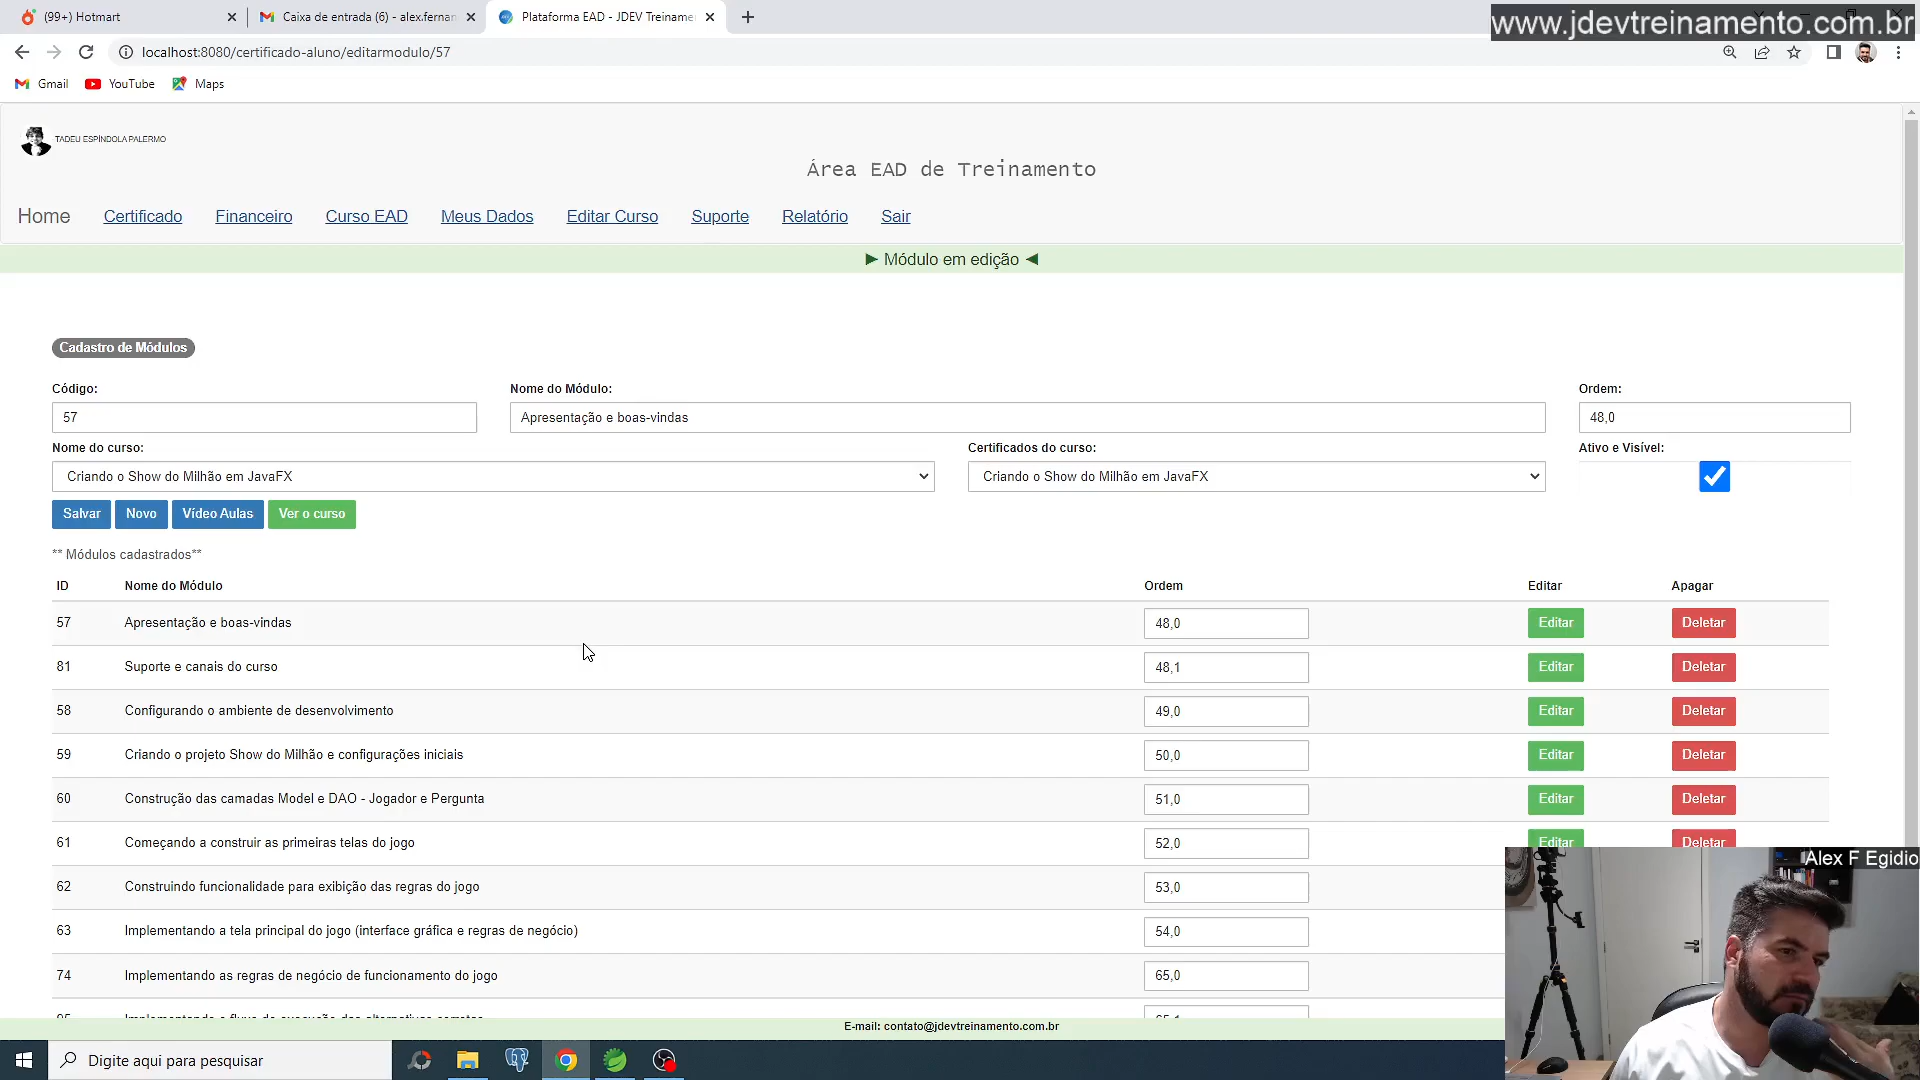 (99+) Hotmart
Caixa de entrada (6) - alex.fernan
Plataforma EAD - JDEV Treiname
www.jdevtreinamento.com.br
localhost:8080/certificado-aluno/editarmodulo/57
Gmail YouTube Maps
TADEU ESPÍNDOLA PALERMO
Área EAD de Treinamento
Home Certificado Financeiro Curso EAD Meus Dados Editar Curso Suporte Relatório Sair
► Módulo em edição ◄
Cadastro de Módulos
Código: Nome do Módulo: Ordem:
57 Apresentação e boas-vindas 48,0
Nome do curso: Certificados do curso: Ativo e Visível:
Criando o Show do Milhão em JavaFX Criando o Show do Milhão em JavaFX
Salvar Novo Vídeo Aulas Ver o curso
** Módulos cadastrados**
ID Nome do Módulo Ordem Editar Apagar
57 Apresentação e boas-vindas 48,0 Editar Deletar
81 Suporte e canais do curso 48,1 Editar Deletar
58 Configurando o ambiente de desenvolvimento 49,0 Editar Deletar
59 Criando o projeto Show do Milhão e configurações iniciais 50,0 Editar Deletar
60 Construção das camadas Model e DAO - Jogador e Pergunta 51,0 Editar Deletar
61 Começando a construir as primeiras telas do jogo 52,0 Editar Deletar
Alex F Egidio
62 Construindo funcionalidade para exibição das regras do jogo 53,0
63 Implementando a tela principal do jogo (interface gráfica e regras de negócio) 54,0
74 Implementando as regras de negócio de funcionamento do jogo 65,0
E-mail: contato@jdevtreinamento.com.br
Digite aqui para pesquisar